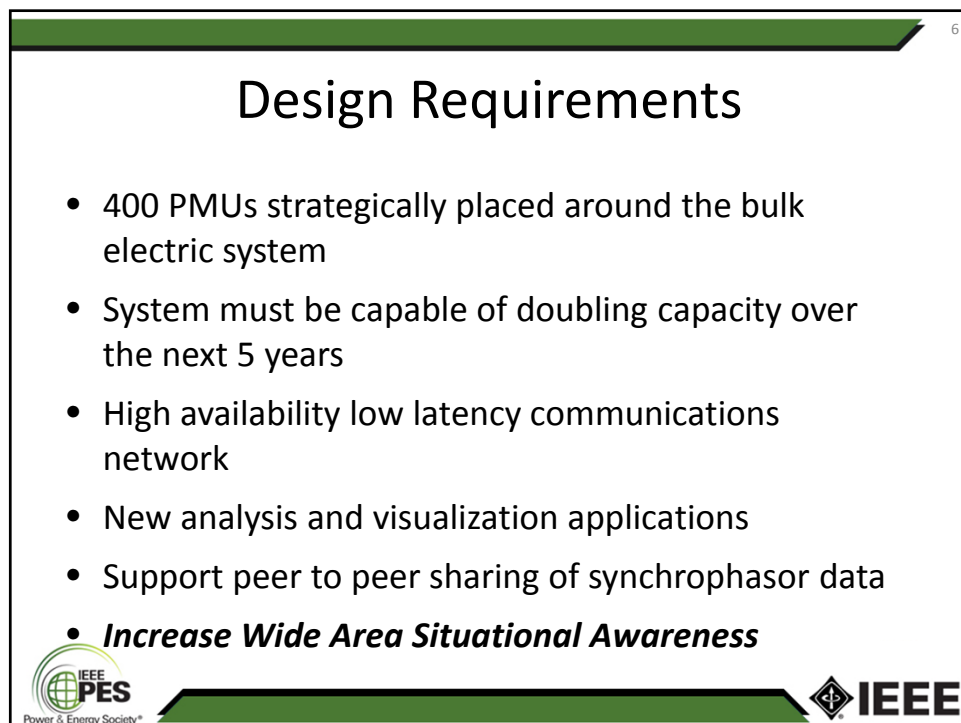 6
Design Requirements
• 400 PMUs strategically placed around the bulk
electric system
• System must be capable of doubling capacity over
the next 5 years
• High availability low latency communications
network
• New analysis and visualization applications
• Support peer to peer sharing of synchrophasor data
• Increase Wide Area Situational Awareness
IEEE
PES
Power & Energy Society®
IEEE